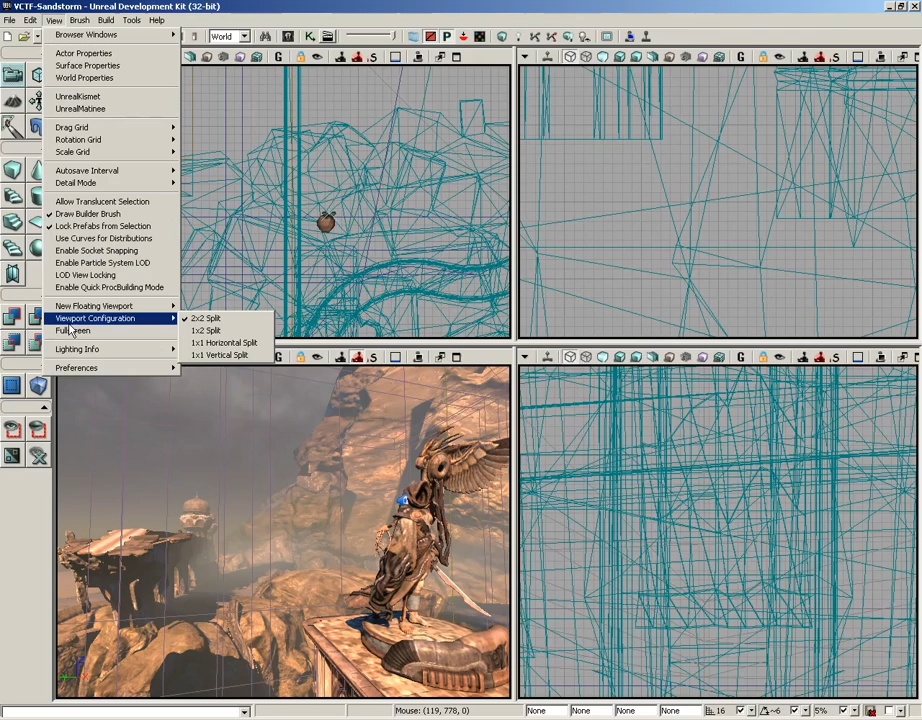 VCTF-Sandstorm - Unreal Development Kit (32-bit)
File Edit View Brush Build Tools Help
World
Browser Windows
Actor Properties
Surface Properties
World Properties
UnrealKismet
UnrealMatinee
Drag Grid
Rotation Grid
Scale Grid
Autosave Interval
Detail Mode
Allow Translucent Selection
Draw Builder Brush
Lock Prefabs from Selection
Use Curves for Distributions
Enable Socket Snapping
Enable Particle System LOD
LOD View Locking
Enable Quick ProcBuilding Mode
New Floating Viewport
Viewport Configuration
2x2 Split
1x2 Split
1x1 Horizontal Split
1x1 Vertical Split
Lighting Info
Preferences
Mouse: (119, 778, 0) None None None None 16 ~6 5%